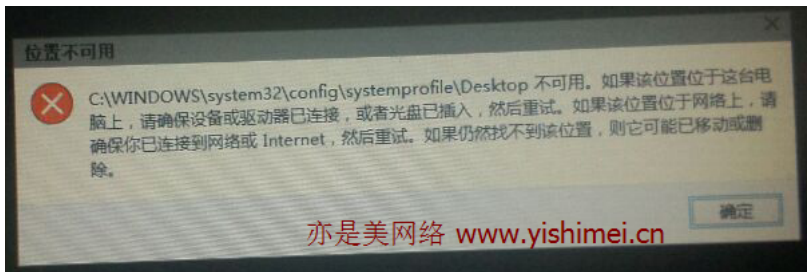 位置不可用
C:\WINDOWS\system32\config\systemprofile\Desktop 不可用。如果该位置位于这台电
脑上，请确保设备或驱动器已连接，或者光盘已插入，然后重试。如果该位置位于网络上，请
确保你已连接到网络或 Internet，然后重试。如果仍然找不到该位置，则它可能已移动或删
除。
确定
亦是美网络 www.yishimei.cn